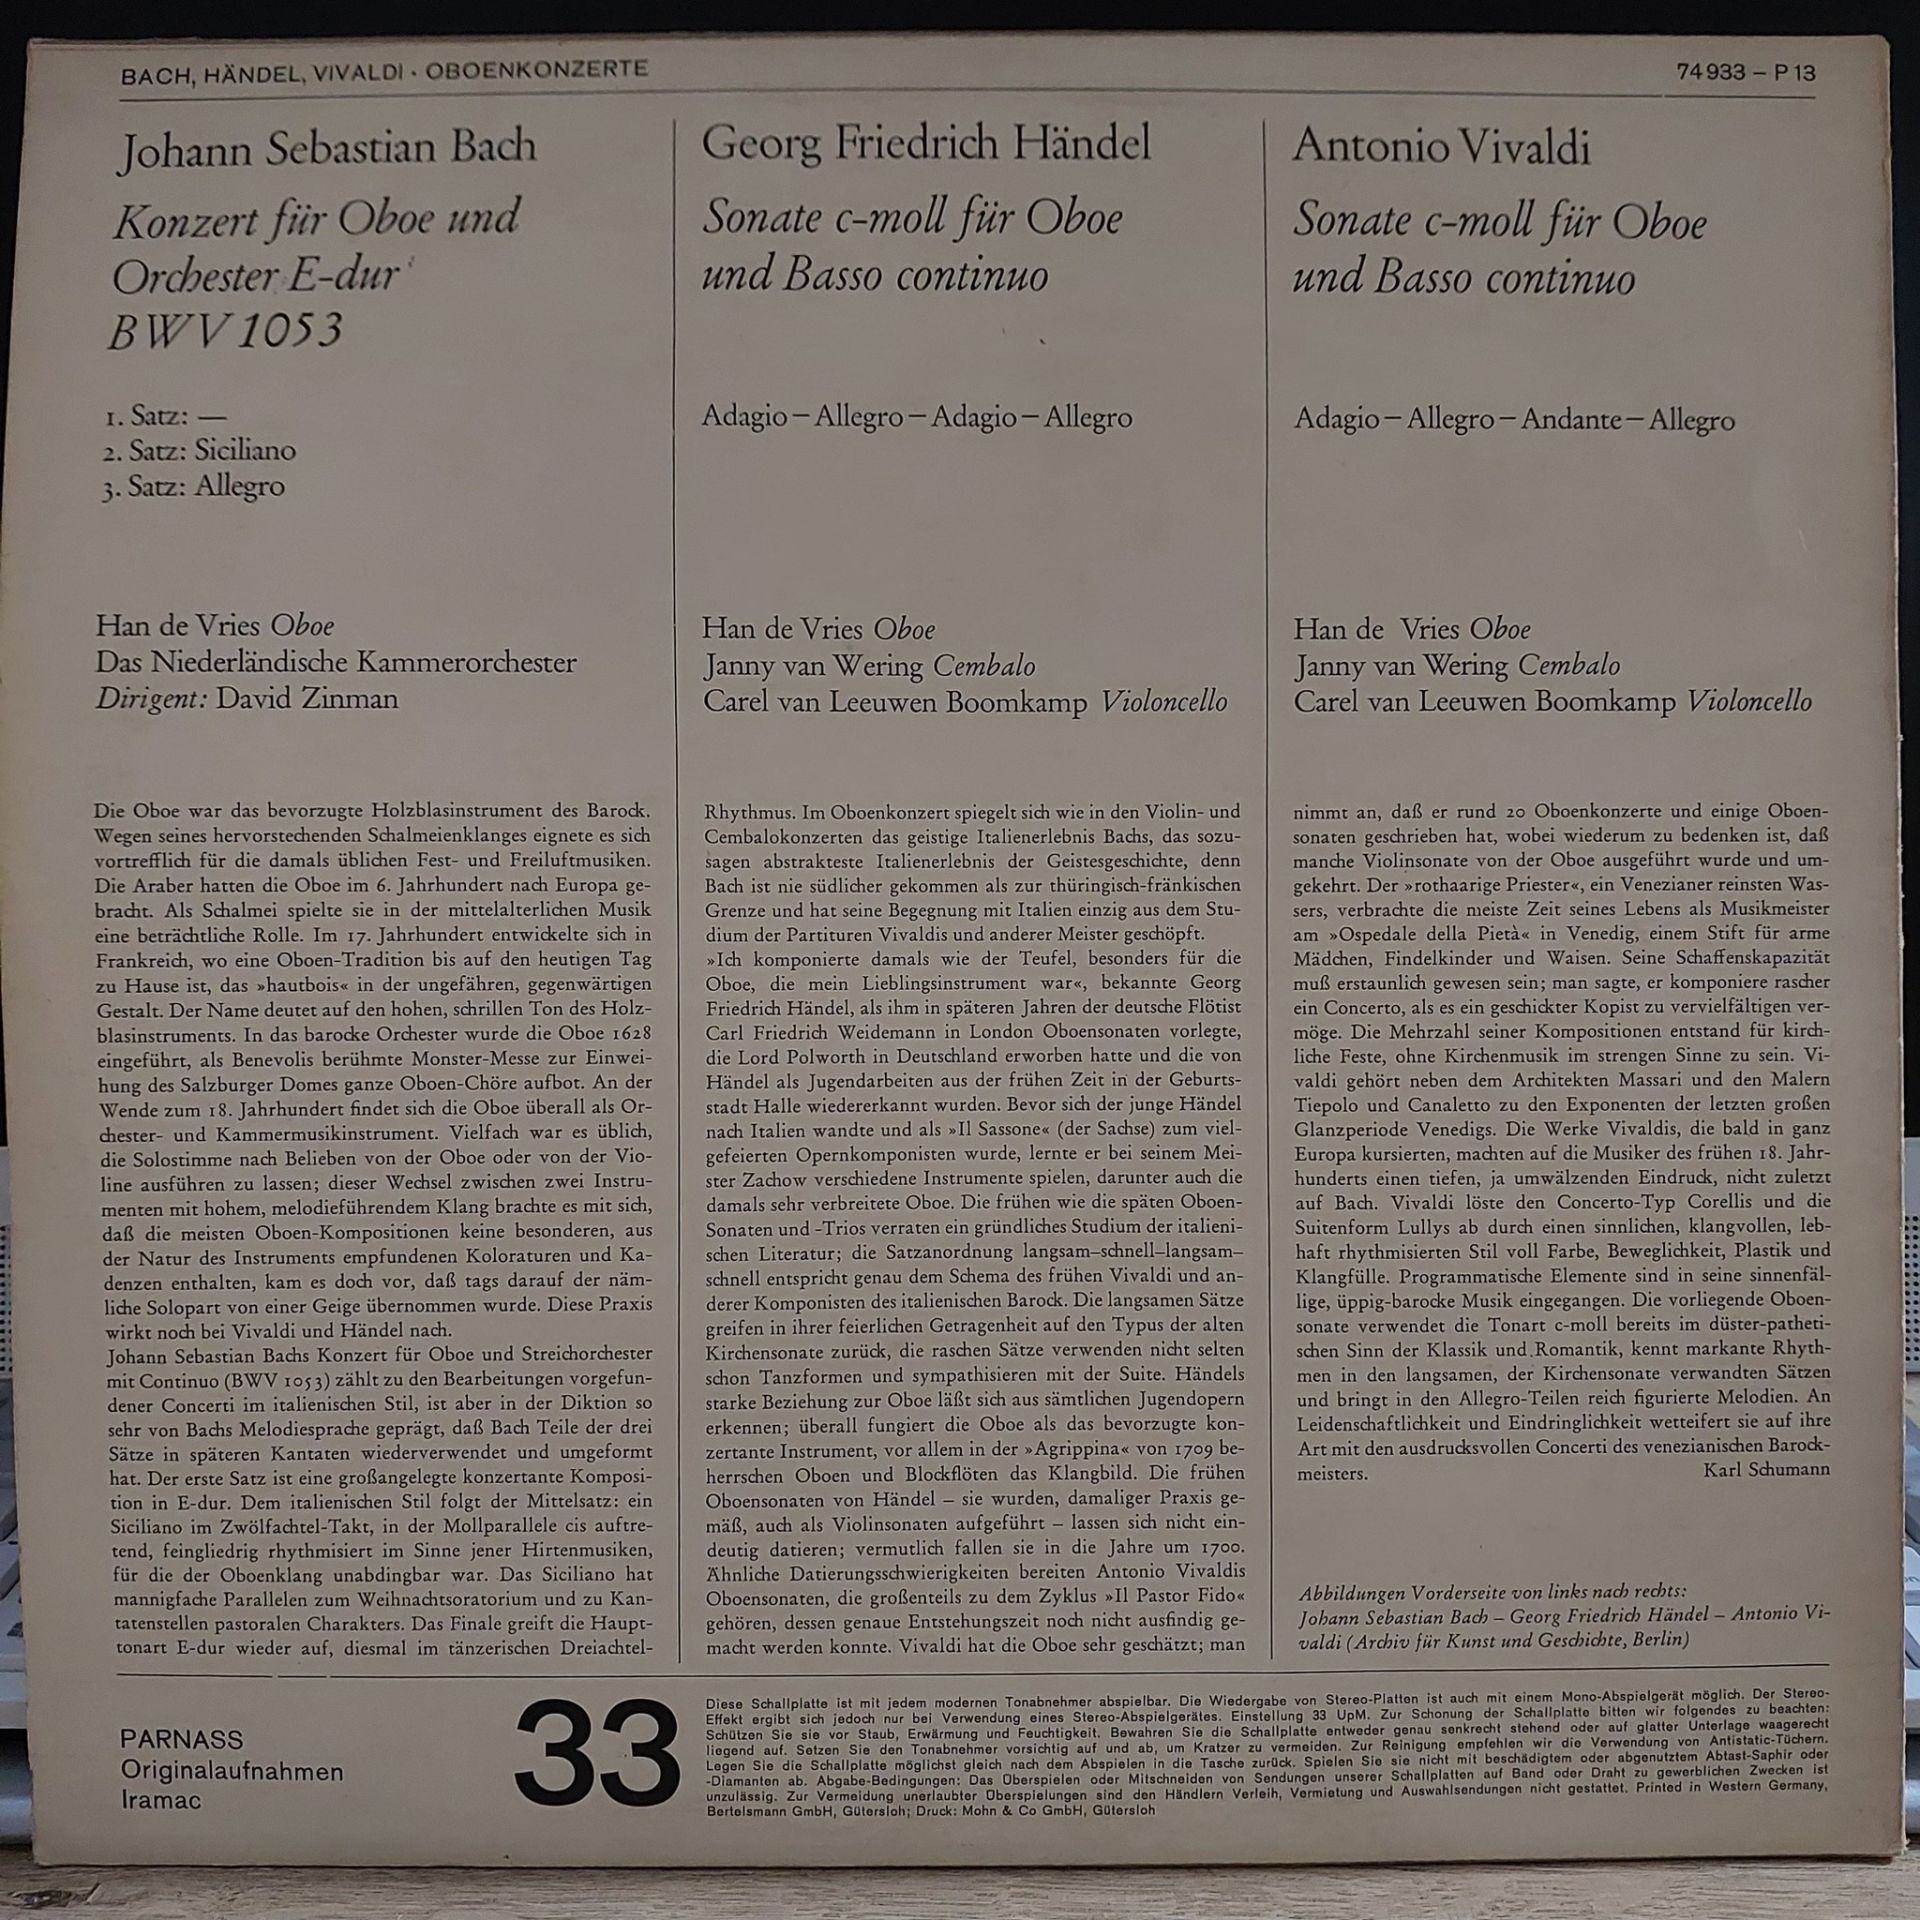 BACH, HÄNDEL, VIVALDI · OBOENKONZERTE
74 933 – P 13
Johann Sebastian Bach
Konzert für Oboe und
Orchester E-dur
BWV 1053
1. Satz: —
2. Satz: Siciliano
3. Satz: Allegro
Han de Vries Oboe
Das Niederländische Kammerorchester
Dirigent: David Zinman
Georg Friedrich Händel
Sonate c-moll für Oboe
und Basso continuo
Adagio – Allegro – Adagio – Allegro
Han de Vries Oboe
Janny van Wering Cembalo
Carel van Leeuwen Boomkamp Violoncello
Antonio Vivaldi
Sonate c-moll für Oboe
und Basso continuo
Adagio – Allegro – Andante – Allegro
Han de Vries Oboe
Janny van Wering Cembalo
Carel van Leeuwen Boomkamp Violoncello
Die Oboe war das bevorzugte Holzblasinstrument des Barock.
Wegen seines hervorstechenden Schalmeienklanges eignete es sich
vortrefflich für die damals üblichen Fest- und Freiluftmusiken.
Die Araber hatten die Oboe im 6. Jahrhundert nach Europa ge-
bracht. Als Schalmei spielte sie in der mittelalterlichen Musik
eine beträchtliche Rolle. Im 17. Jahrhundert entwickelte sich in
Frankreich, wo eine Oboen-Tradition bis auf den heutigen Tag
zu Hause ist, das »hautbois« in der ungefähren, gegenwärtigen
Gestalt. Der Name deutet auf den hohen, schrillen Ton des Holz-
blasinstruments. In das barocke Orchester wurde die Oboe 1628
eingeführt, als Benevolis berühmte Monster-Messe zur Einwei-
hung des Salzburger Domes ganze Oboen-Chöre aufbot. An der
Wende zum 18. Jahrhundert findet sich die Oboe überall als Or-
chester- und Kammermusikinstrument. Vielfach war es üblich,
die Solostimme nach Belieben von der Oboe oder von der Vio-
line ausführen zu lassen; dieser Wechsel zwischen zwei Instru-
menten mit hohem, melodieführendem Klang brachte es mit sich,
daß die meisten Oboen-Kompositionen keine besonderen, aus
der Natur des Instruments empfundenen Koloraturen und Ka-
denzen enthalten, kam es doch vor, daß tags darauf der näm-
liche Solopart von einer Geige übernommen wurde. Diese Praxis
wirkt noch bei Vivaldi und Händel nach.
Johann Sebastian Bachs Konzert für Oboe und Streichorchester
mit Continuo (BWV 1053) zählt zu den Bearbeitungen vorgefun-
dener Concerti im italienischen Stil, ist aber in der Diktion so
sehr von Bachs Melodiesprache geprägt, daß Bach Teile der drei
Sätze in späteren Kantaten wiederverwendet und umgeformt
hat. Der erste Satz ist eine großangelegte konzertante Komposi-
tion in E-dur. Dem italienischen Stil folgt der Mittelsatz: ein
Siciliano im Zwölfachtel-Takt, in der Mollparallele cis auftre-
tend, feingliedrig rhythmisiert im Sinne jener Hirtenmusiken,
für die der Oboenklang unabdingbar war. Das Siciliano hat
mannigfache Parallelen zum Weihnachtsoratorium und zu Kan-
tatenstellen pastoralen Charakters. Das Finale greift die Haupt-
tonart E-dur wieder auf, diesmal im tänzerischen Dreiachtel-
Rhythmus. Im Oboenkonzert spiegelt sich wie in den Violin- und
Cembalokonzerten das geistige Italienerlebnis Bachs, das sozu-
sagen abstrakteste Italienerlebnis der Geistesgeschichte, denn
Bach ist nie südlicher gekommen als zur thüringisch-fränkischen
Grenze und hat seine Begegnung mit Italien einzig aus dem Stu-
dium der Partituren Vivaldis und anderer Meister geschöpft.
»Ich komponierte damals wie der Teufel, besonders für die
Oboe, die mein Lieblingsinstrument war«, bekannte Georg
Friedrich Händel, als ihm in späteren Jahren der deutsche Flötist
Carl Friedrich Weidemann in London Oboensonaten vorlegte,
die Lord Polworth in Deutschland erworben hatte und die von
Händel als Jugendarbeiten aus der frühen Zeit in der Geburts-
stadt Halle wiedererkannt wurden. Bevor sich der junge Händel
nach Italien wandte und als »Il Sassone« (der Sachse) zum viel-
gefeierten Opernkomponisten wurde, lernte er bei seinem Mei-
ster Zachow verschiedene Instrumente spielen, darunter auch die
damals sehr verbreitete Oboe. Die frühen wie die späten Oboen-
Sonaten und -Trios verraten ein gründliches Studium der italieni-
schen Literatur; die Satzanordnung langsam–schnell–langsam–
schnell entspricht genau dem Schema des frühen Vivaldi und an-
derer Komponisten des italienischen Barock. Die langsamen Sätze
greifen in ihrer feierlichen Getragenheit auf den Typus der alten
Kirchensonate zurück, die raschen Sätze verwenden nicht selten
schon Tanzformen und sympathisieren mit der Suite. Händels
starke Beziehung zur Oboe läßt sich aus sämtlichen Jugendopern
erkennen; überall fungiert die Oboe als das bevorzugte kon-
zertante Instrument, vor allem in der »Agrippina« von 1709 be-
herrschen Oboen und Blockflöten das Klangbild. Die frühen
Oboensonaten von Händel – sie wurden, damaliger Praxis ge-
mäß, auch als Violinsonaten aufgeführt – lassen sich nicht ein-
deutig datieren; vermutlich fallen sie in die Jahre um 1700.
Ähnliche Datierungsschwierigkeiten bereiten Antonio Vivaldis
Oboensonaten, die großenteils zu dem Zyklus »Il Pastor Fido«
gehören, dessen genaue Entstehungszeit noch nicht ausfindig ge-
macht werden konnte. Vivaldi hat die Oboe sehr geschätzt; man
nimmt an, daß er rund 20 Oboenkonzerte und einige Oboen-
sonaten geschrieben hat, wobei wiederum zu bedenken ist, daß
manche Violinsonate von der Oboe ausgeführt wurde und um-
gekehrt. Der »rothaarige Priester«, ein Venezianer reinsten Was-
sers, verbrachte die meiste Zeit seines Lebens als Musikmeister
am »Ospedale della Pietà« in Venedig, einem Stift für arme
Mädchen, Findelkinder und Waisen. Seine Schaffenskapazität
muß erstaunlich gewesen sein; man sagte, er komponiere rascher
ein Concerto, als es ein geschickter Kopist zu vervielfältigen ver-
möge. Die Mehrzahl seiner Kompositionen entstand für kirch-
liche Feste, ohne Kirchenmusik im strengen Sinne zu sein. Vi-
valdi gehört neben dem Architekten Massari und den Malern
Tiepolo und Canaletto zu den Exponenten der letzten großen
Glanzperiode Venedigs. Die Werke Vivaldis, die bald in ganz
Europa kursierten, machten auf die Musiker des frühen 18. Jahr-
hunderts einen tiefen, ja umwälzenden Eindruck, nicht zuletzt
auf Bach. Vivaldi löste den Concerto-Typ Corellis und die
Suitenform Lullys ab durch einen sinnlichen, klangvollen, leb-
haft rhythmisierten Stil voll Farbe, Beweglichkeit, Plastik und
Klangfülle. Programmatische Elemente sind in seine sinnenfäl-
lige, üppig-barocke Musik eingegangen. Die vorliegende Oboen-
sonate verwendet die Tonart c-moll bereits im düster-patheti-
schen Sinn der Klassik und Romantik, kennt markante Rhyth-
men in den langsamen, der Kirchensonate verwandten Sätzen
und bringt in den Allegro-Teilen reich figurierte Melodien. An
Leidenschaftlichkeit und Eindringlichkeit wetteifert sie auf ihre
Art mit den ausdrucksvollen Concerti des venezianischen Barock-
meisters. Karl Schumann
Abbildungen Vorderseite von links nach rechts:
Johann Sebastian Bach – Georg Friedrich Händel – Antonio Vi-
valdi (Archiv für Kunst und Geschichte, Berlin)
PARNASS
Originalaufnahmen
Iramac
33
Diese Schallplatte ist mit jedem modernen Tonabnehmer abspielbar. Die Wiedergabe von Stereo-Platten ist auch mit einem Mono-Abspielgerät möglich. Der Stereo-
Effekt ergibt sich jedoch nur bei Verwendung eines Stereo-Abspielgerätes. Einstellung 33 UpM. Zur Schonung der Schallplatte bitten wir folgendes zu beachten:
Schützen Sie sie vor Staub, Erwärmung und Feuchtigkeit. Bewahren Sie die Schallplatte entweder genau senkrecht stehend oder auf glatter Unterlage waagerecht
liegend auf. Setzen Sie den Tonabnehmer vorsichtig auf und ab, um Kratzer zu vermeiden. Zur Reinigung empfehlen wir die Verwendung von Antistatic-Tüchern.
Legen Sie die Schallplatte möglichst gleich nach dem Abspielen in die Tasche zurück. Spielen Sie sie nicht mit beschädigtem oder abgenutztem Abtast-Saphir oder
-Diamanten ab. Abgabe-Bedingungen: Das Überspielen oder Mitschneiden von Sendungen unserer Schallplatten auf Band oder Draht zu gewerblichen Zwecken ist
unzulässig. Zur Vermeidung unerlaubter Überspielungen sind den Händlern Verleih, Vermietung und Auswahlsendungen nicht gestattet. Printed in Western Germany,
Bertelsmann GmbH, Gütersloh; Druck: Mohn & Co GmbH, Gütersloh